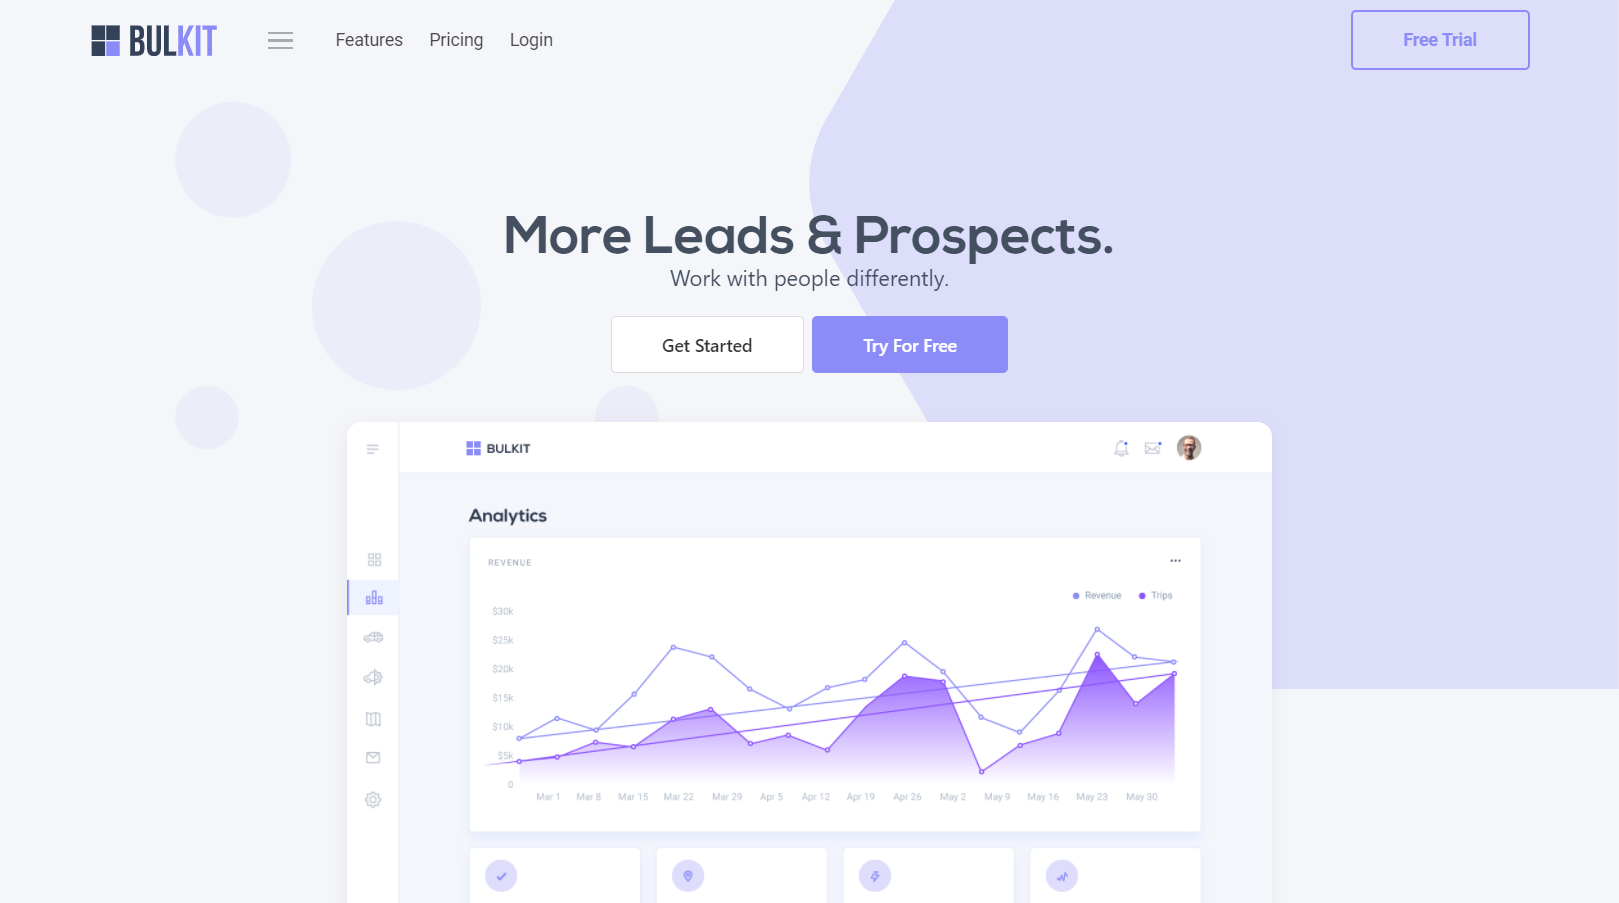 BULKIT
Features Pricing Login
Free Trial
More Leads & Prospects.
Work with people differently.
Get Started
Try For Free
BULKIT
Analytics
REVENUE
Revenue Trips
$30k
$25k
$20k
$15k
$10k
$5k
0
Mar 1 Mar 8 Mar 15 Mar 22 Mar 29 Apr 5 Apr 12 Apr 19 Apr 26 May 2 May 9 May 16 May 23 May 30